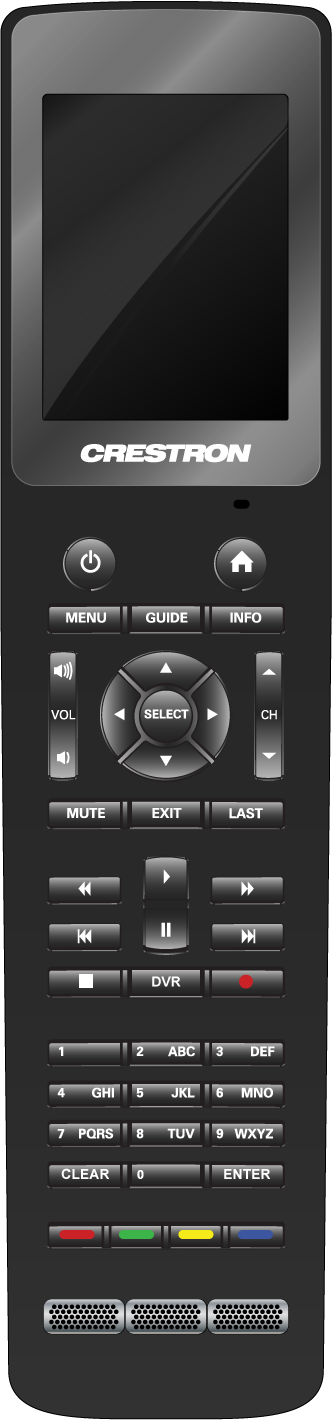 CRESTRON
MENU GUIDE INFO
VOL SELECT CH
MUTE EXIT LAST
DVR
1 2 ABC 3 DEF
4 GHI 5 JKL 6 MNO
7 PQRS 8 TUV 9 WXYZ
CLEAR 0 ENTER